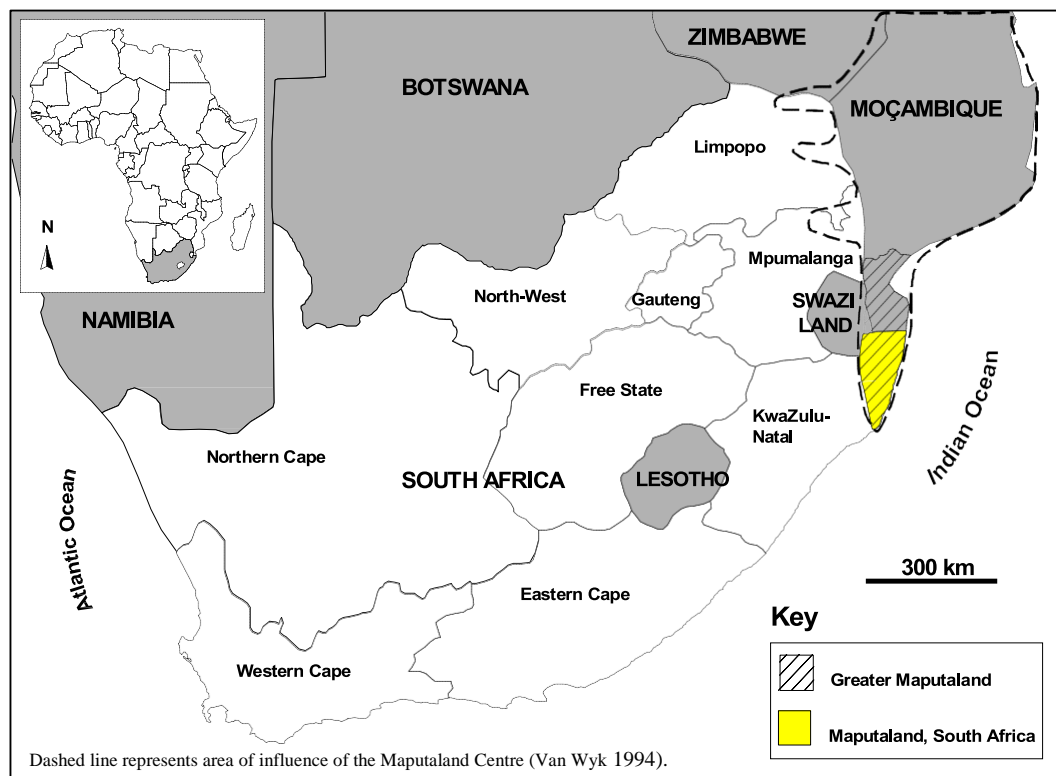 ZIMBABWE
BOTSWANA
MOÇAMBIQUE
Limpopo
N
Mpumalanga
North-West
Gauteng
SWAZI
LAND
NAMIBIA
Free State
KwaZulu-
Natal
Indian Ocean
Northern Cape
SOUTH AFRICA
LESOTHO
Atlantic Ocean
300 km
Eastern Cape
Key
Western Cape
Greater Maputaland
Maputaland, South Africa
Dashed line represents area of influence of the Maputaland Centre (Van Wyk 1994).